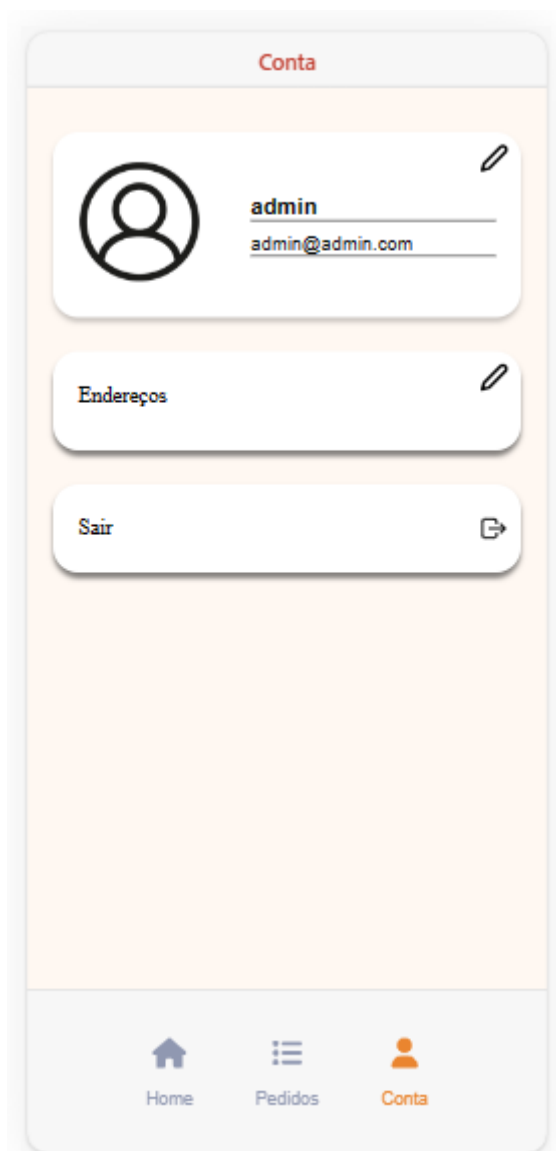 Conta
admin
admin@admin.com
Endereços
Sair
Home Pedidos Conta